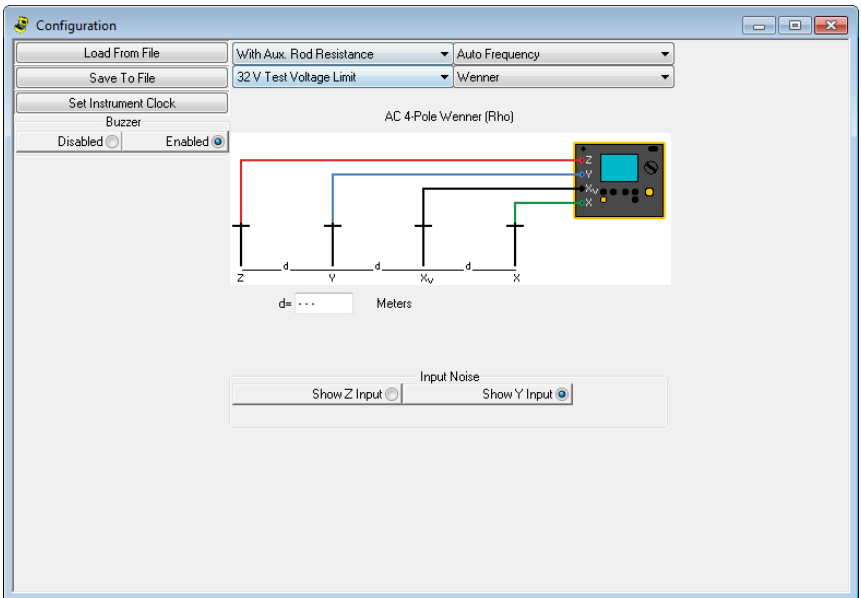 Configuration
Load From File
With Aux. Rod Resistance
Auto Frequency
Save To File
32 V Test Voltage Limit
Wenner
Set Instrument Clock
Buzzer
Disabled
Enabled
AC 4-Pole Wenner (Rho)
Z
Y
Xv
X
d d d
Z Y Xv X
d= --- Meters
Input Noise
Show Z Input
Show Y Input